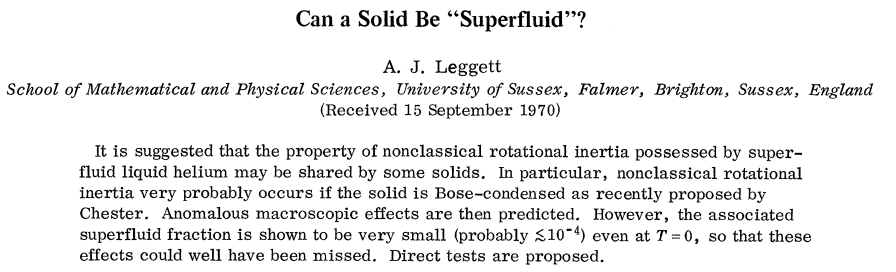 Can a Solid Be “Superfluid”?
A. J. Leggett
School of Mathematical and Physical Sciences, University of Sussex, Falmer, Brighton, Sussex, England
(Received 15 September 1970)
It is suggested that the property of nonclassical rotational inertia possessed by super-
fluid liquid helium may be shared by some solids. In particular, nonclassical rotational
inertia very probably occurs if the solid is Bose-condensed as recently proposed by
Chester. Anomalous macroscopic effects are then predicted. However, the associated
superfluid fraction is shown to be very small (probably ≲10⁻⁴) even at T = 0, so that these
effects could well have been missed. Direct tests are proposed.